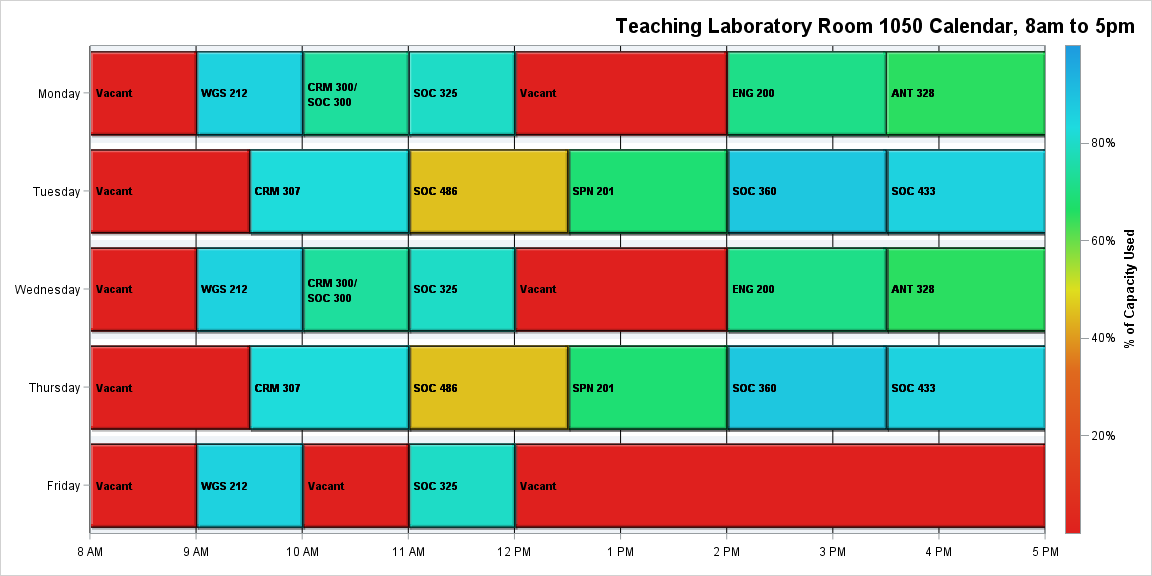 Teaching Laboratory Room 1050 Calendar, 8am to 5pm
Monday
Vacant
WGS 212
CRM 300/
SOC 300
SOC 325
Vacant
ENG 200
ANT 328
Tuesday
Vacant
CRM 307
SOC 486
SPN 201
SOC 360
SOC 433
Wednesday
Vacant
WGS 212
CRM 300/
SOC 300
SOC 325
Vacant
ENG 200
ANT 328
Thursday
Vacant
CRM 307
SOC 486
SPN 201
SOC 360
SOC 433
Friday
Vacant
WGS 212
Vacant
SOC 325
Vacant
8 AM
9 AM
10 AM
11 AM
12 PM
1 PM
2 PM
3 PM
4 PM
5 PM
80%
60%
40%
20%
% of Capacity Used